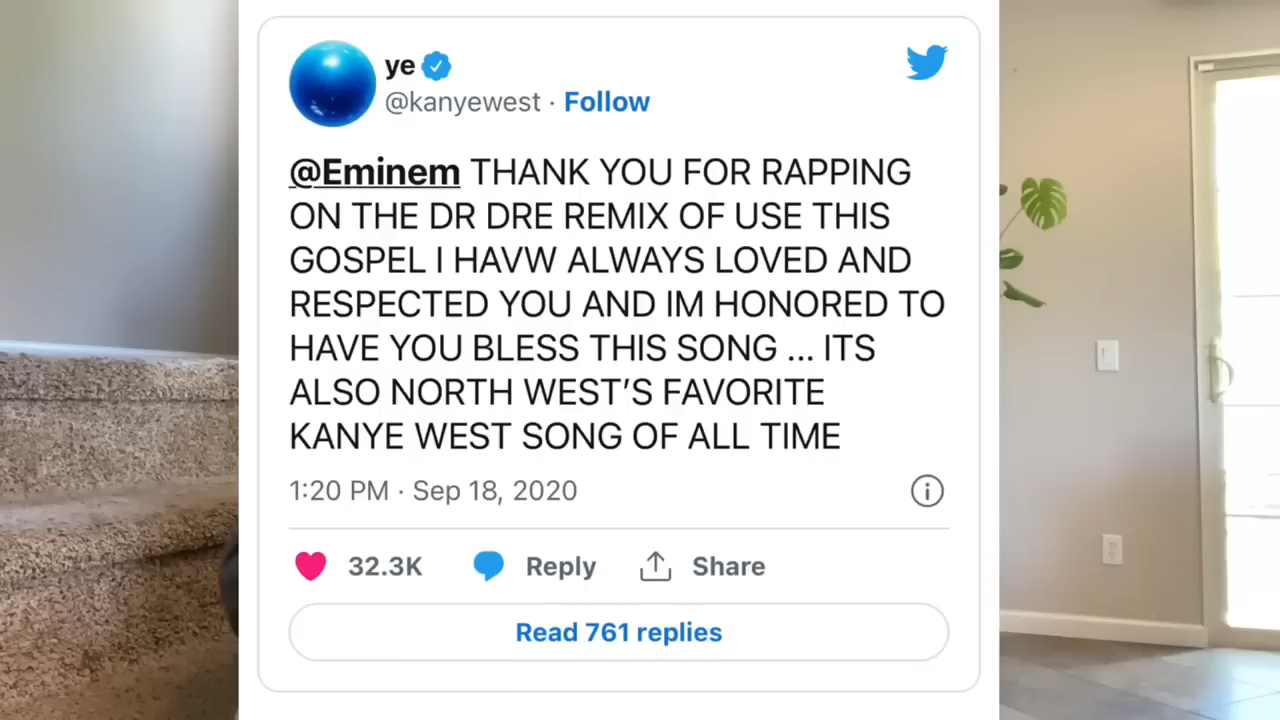 ye
@kanyewest · Follow
@Eminem THANK YOU FOR RAPPING
ON THE DR DRE REMIX OF USE THIS
GOSPEL I HAVW ALWAYS LOVED AND
RESPECTED YOU AND IM HONORED TO
HAVE YOU BLESS THIS SONG ... ITS
ALSO NORTH WEST'S FAVORITE
KANYE WEST SONG OF ALL TIME
1:20 PM · Sep 18, 2020
32.3K Reply Share
Read 761 replies